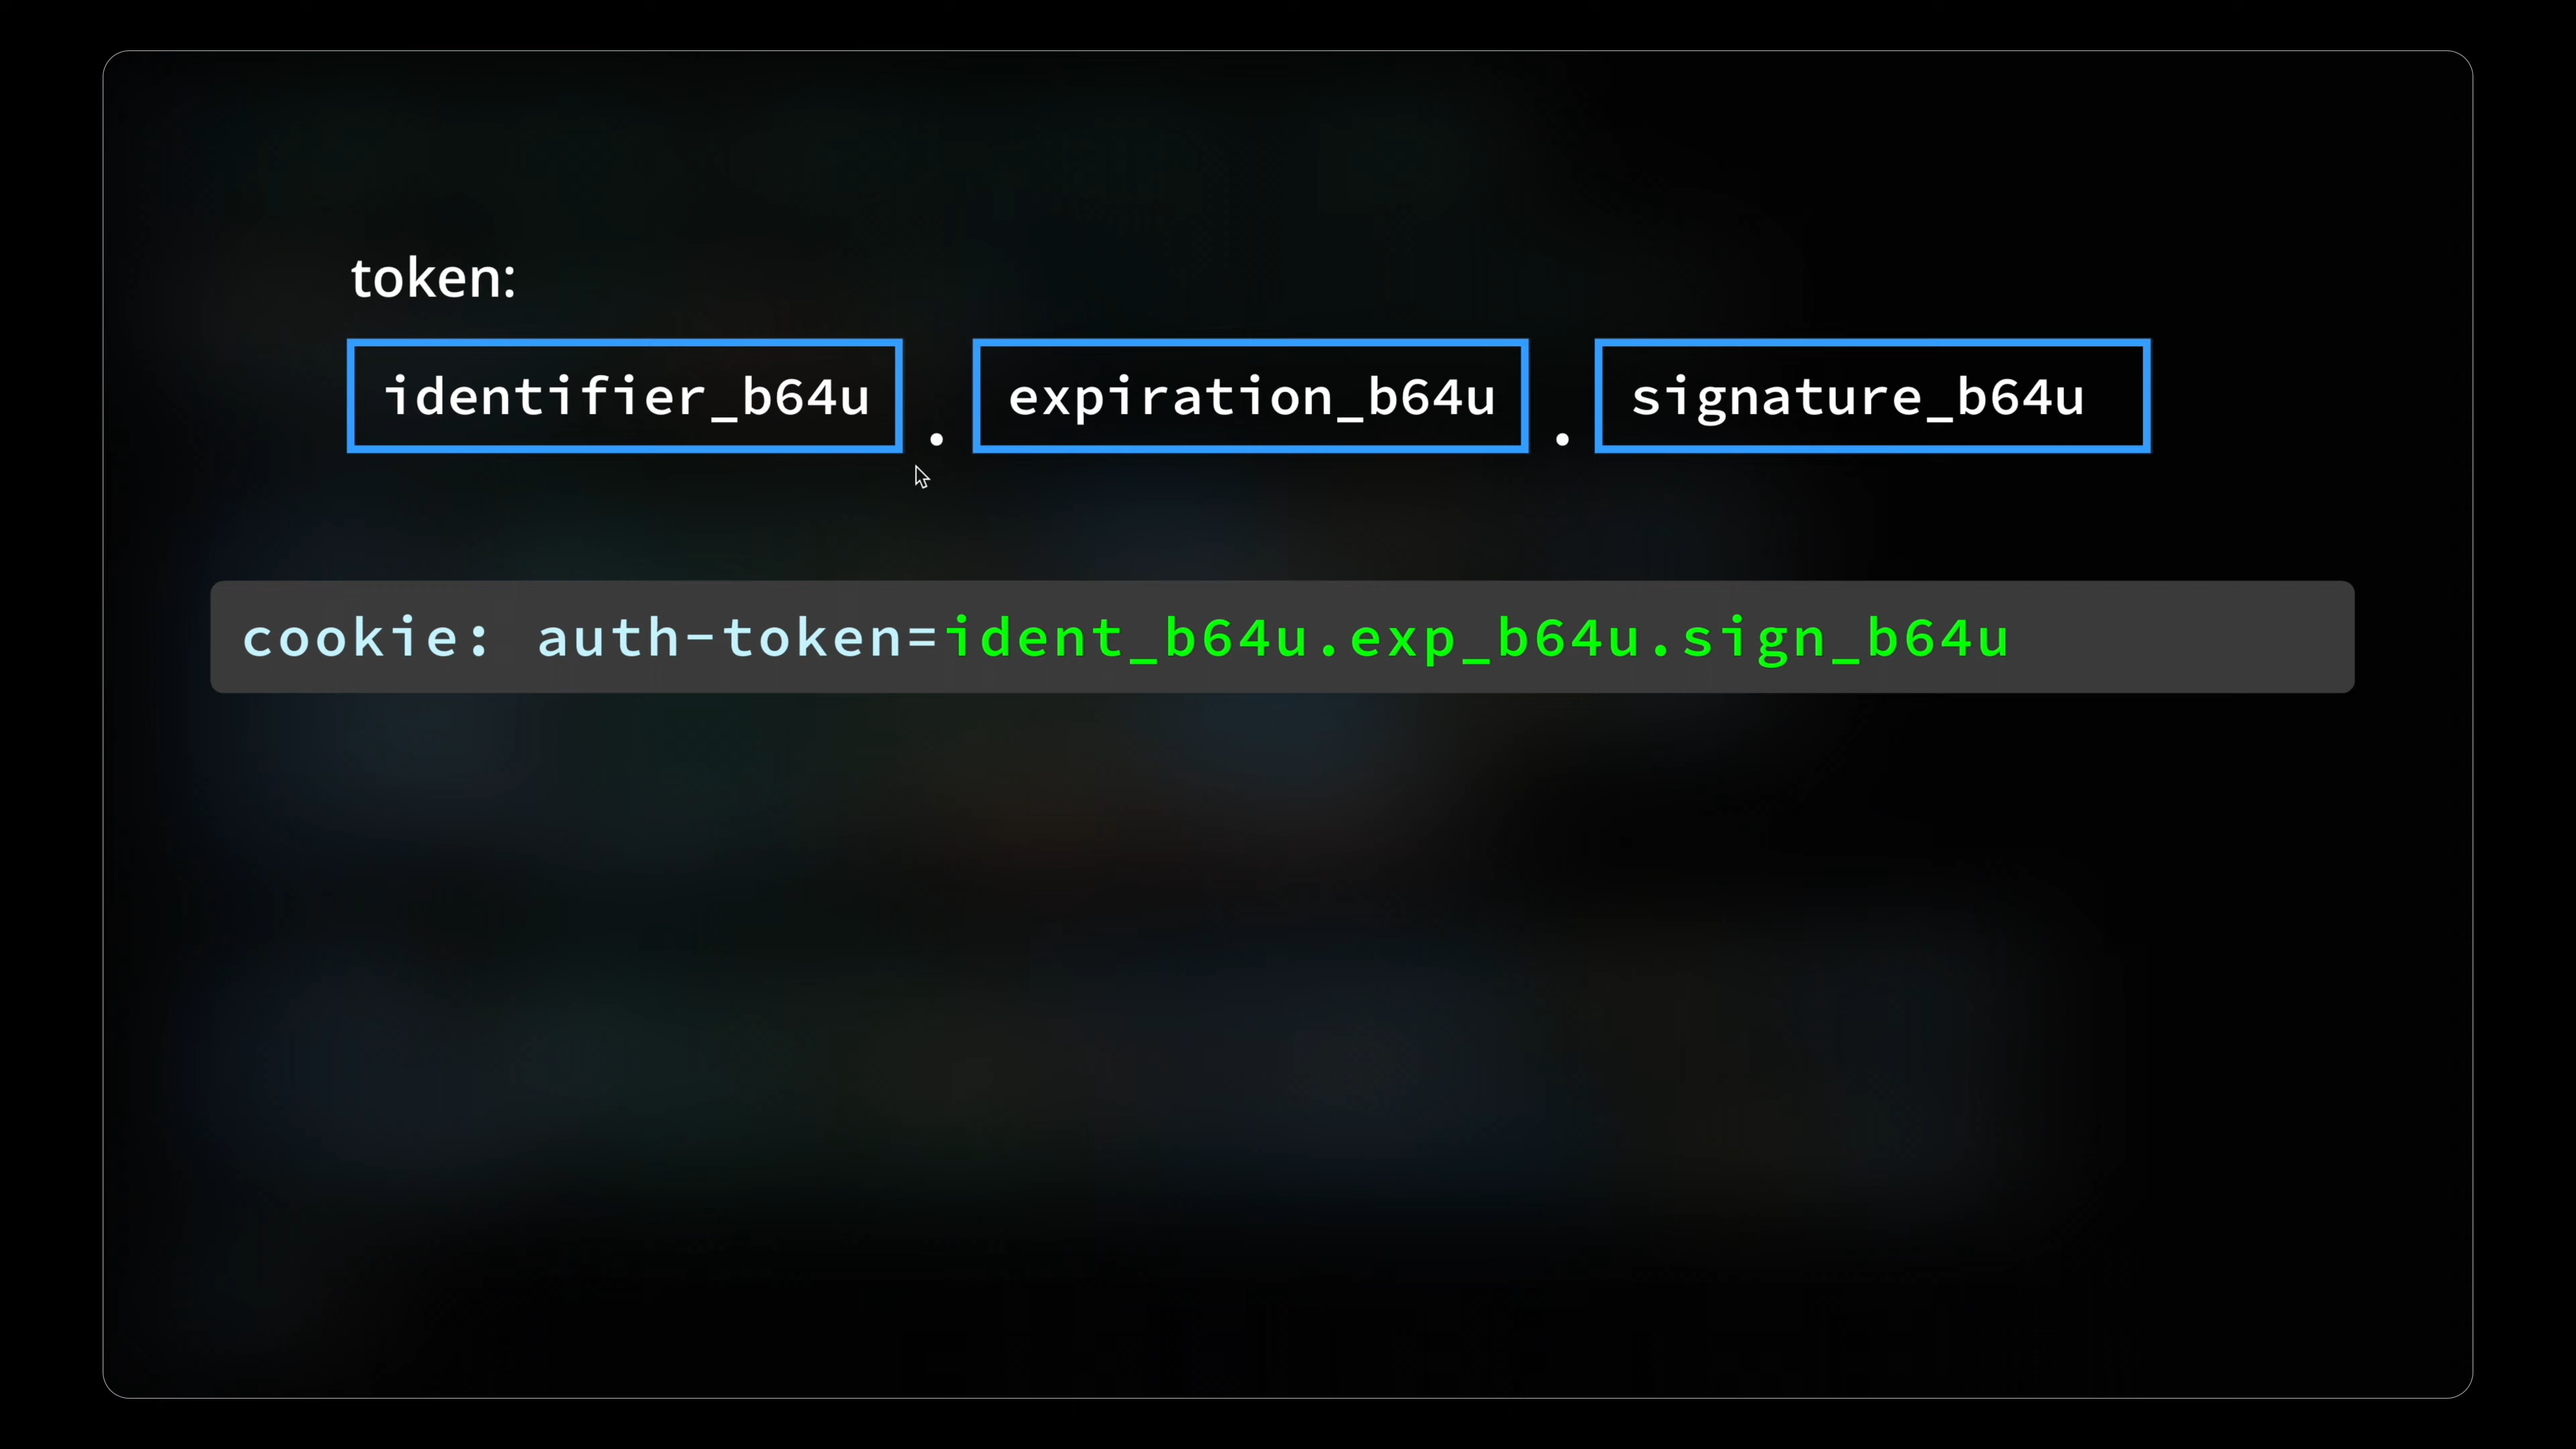 token:
identifier_b64u . expiration_b64u . signature_b64u
cookie: auth-token=ident_b64u.exp_b64u.sign_b64u